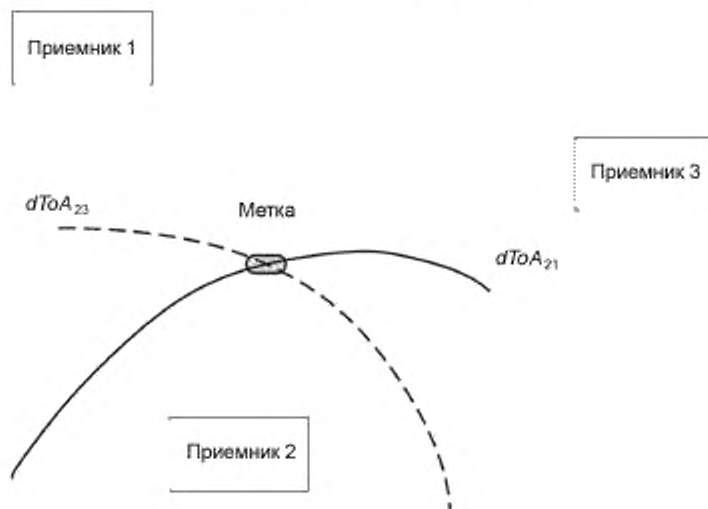 Приемник 1
Приемник 3
dToA23
Метка
dToA21
Приемник 2